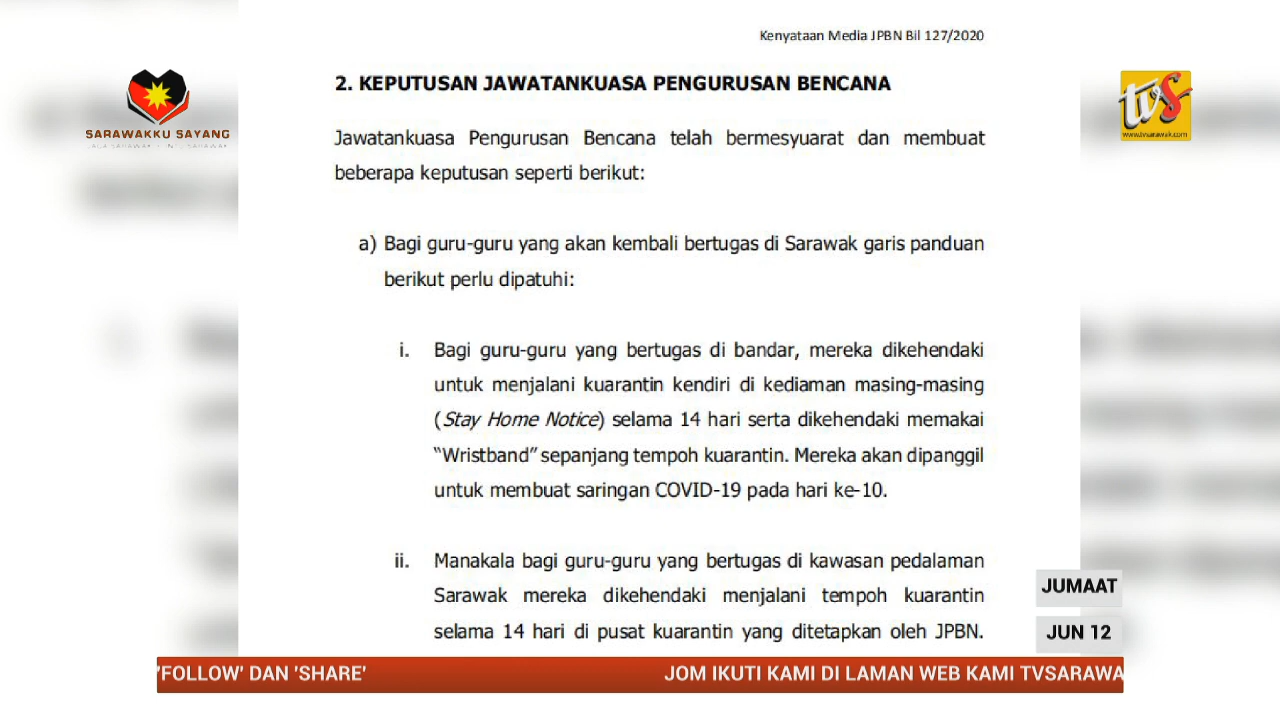 Kenyataan Media JPBN Bil 127/2020
SARAWAKKU SAYANG
tvS
www.tvsarawak.com
2. KEPUTUSAN JAWATANKUASA PENGURUSAN BENCANA
Jawatankuasa Pengurusan Bencana telah bermesyuarat dan membuat
beberapa keputusan seperti berikut:
a) Bagi guru-guru yang akan kembali bertugas di Sarawak garis panduan
berikut perlu dipatuhi:
i. Bagi guru-guru yang bertugas di bandar, mereka dikehendaki
untuk menjalani kuarantin kendiri di kediaman masing-masing
(Stay Home Notice) selama 14 hari serta dikehendaki memakai
“Wristband” sepanjang tempoh kuarantin. Mereka akan dipanggil
untuk membuat saringan COVID-19 pada hari ke-10.
ii. Manakala bagi guru-guru yang bertugas di kawasan pedalaman
Sarawak mereka dikehendaki menjalani tempoh kuarantin
selama 14 hari di pusat kuarantin yang ditetapkan oleh JPBN.
JUMAAT
JUN 12
'FOLLOW' DAN 'SHARE' JOM IKUTI KAMI DI LAMAN WEB KAMI TVSARAWA